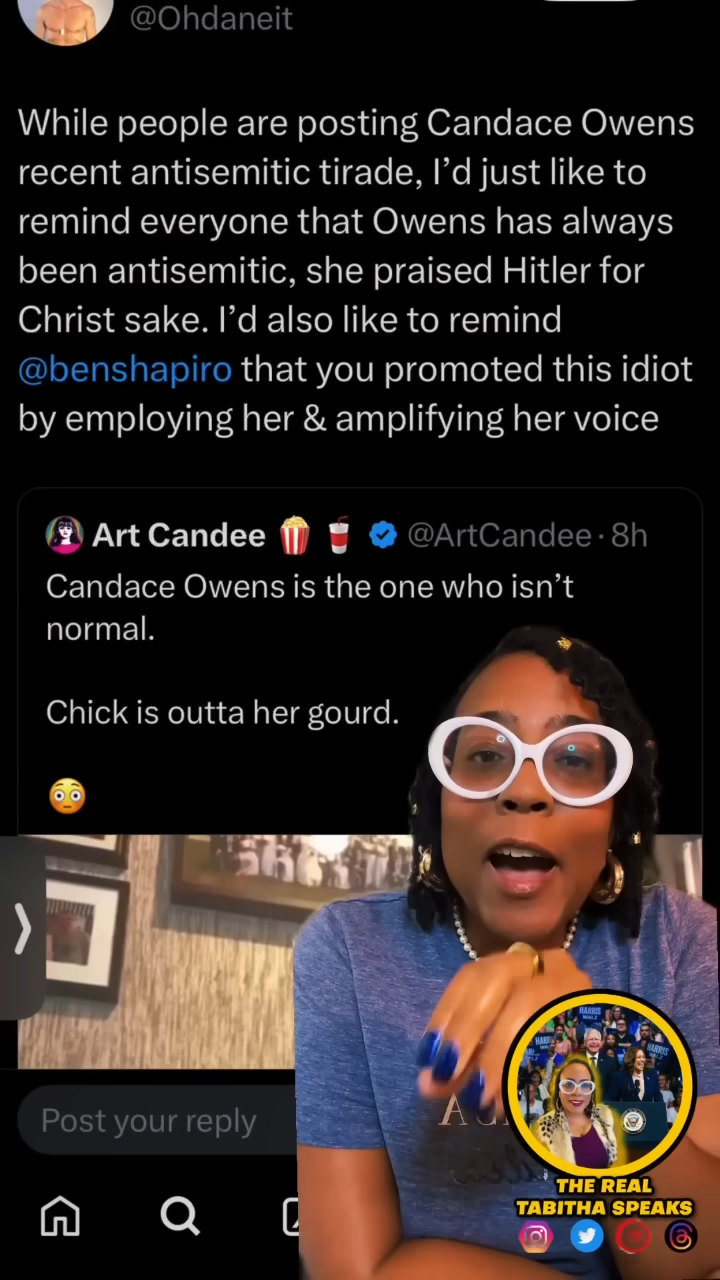 @Ohdaneit
While people are posting Candace Owens
recent antisemitic tirade, I’d just like to
remind everyone that Owens has always
been antisemitic, she praised Hitler for
Christ sake. I’d also like to remind
@benshapiro that you promoted this idiot
by employing her & amplifying her voice
Art Candee 🍿 🥤 @ArtCandee · 8h
Candace Owens is the one who isn’t
normal.
Chick is outta her gourd.
😳
Post your reply
HARRIS
HARRIS
THE REAL
TABITHA SPEAKS